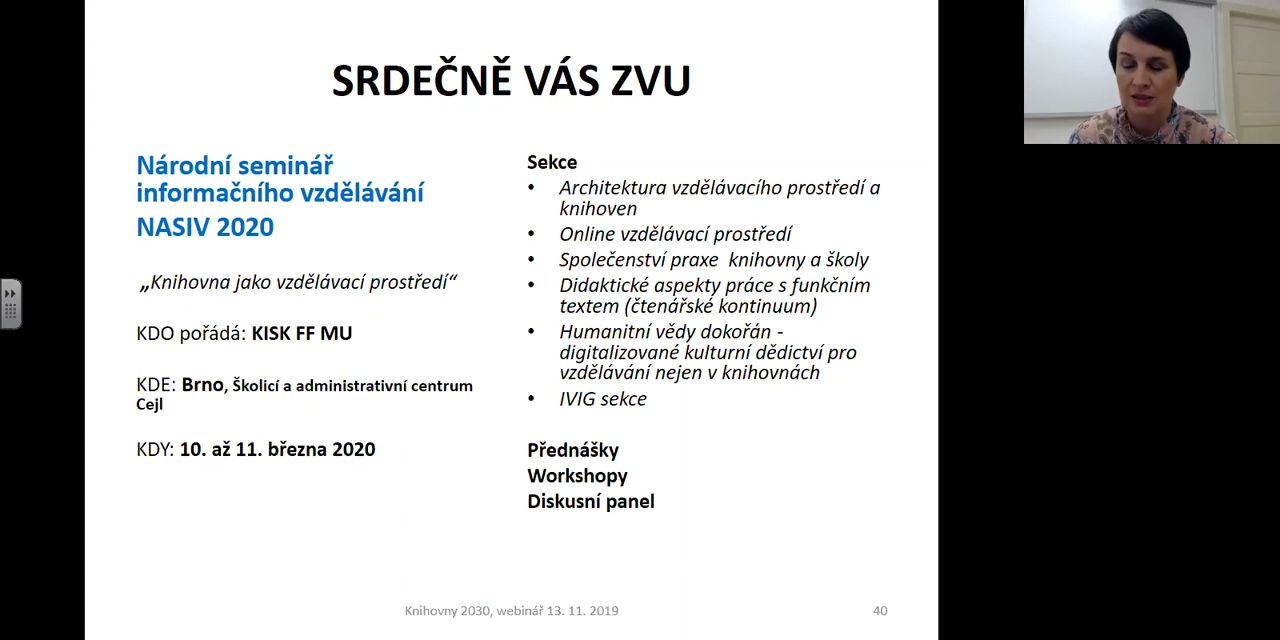 SRDEČNĚ VÁS ZVU
Národní seminář
informačního vzdělávání
NASIV 2020
„Knihovna jako vzdělávací prostředí“
KDO pořádá: KISK FF MU
KDE: Brno, Školicí a administrativní centrum
Cejl
KDY: 10. až 11. března 2020
Sekce
• Architektura vzdělávacího prostředí a
knihoven
• Online vzdělávací prostředí
• Společenství praxe  knihovny a školy
• Didaktické aspekty práce s funkčním
textem (čtenářské kontinuum)
• Humanitní vědy dokořán -
digitalizované kulturní dědictví pro
vzdělávání nejen v knihovnách
• IVIG sekce
Přednášky
Workshopy
Diskusní panel
Knihovny 2030, webinář 13. 11. 2019
40